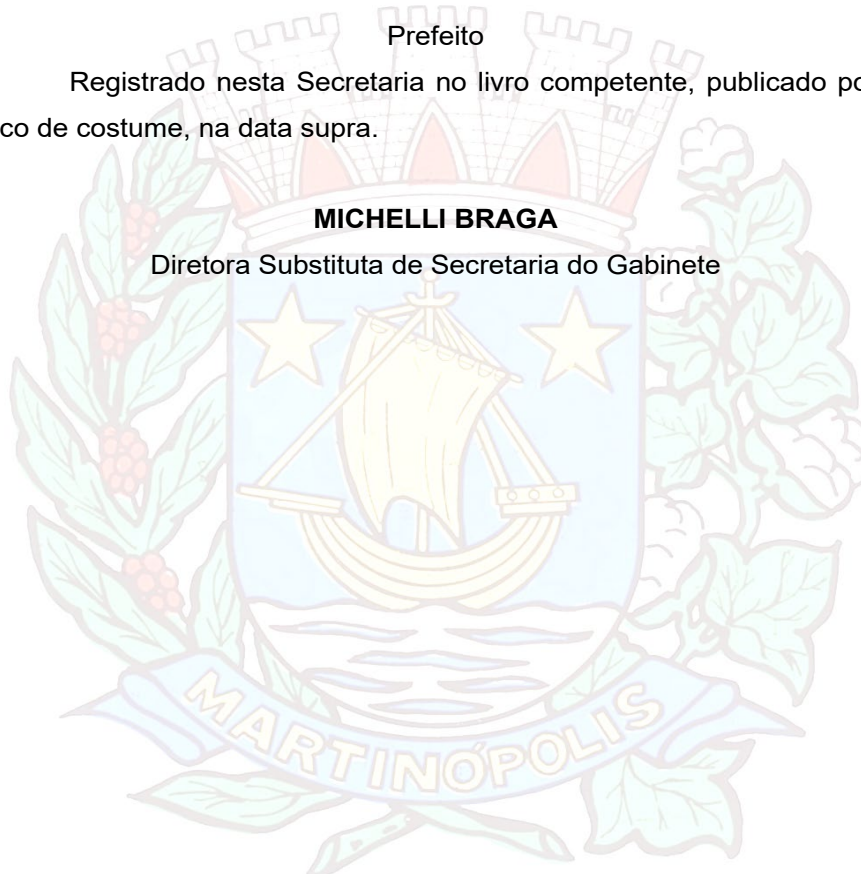 Prefeito
Registrado nesta Secretaria no livro competente, publicado
co de costume, na data supra.
MICHELLI BRAGA
Diretora Substituta de Secretaria do Gabinete
MARTINÓPOLIS